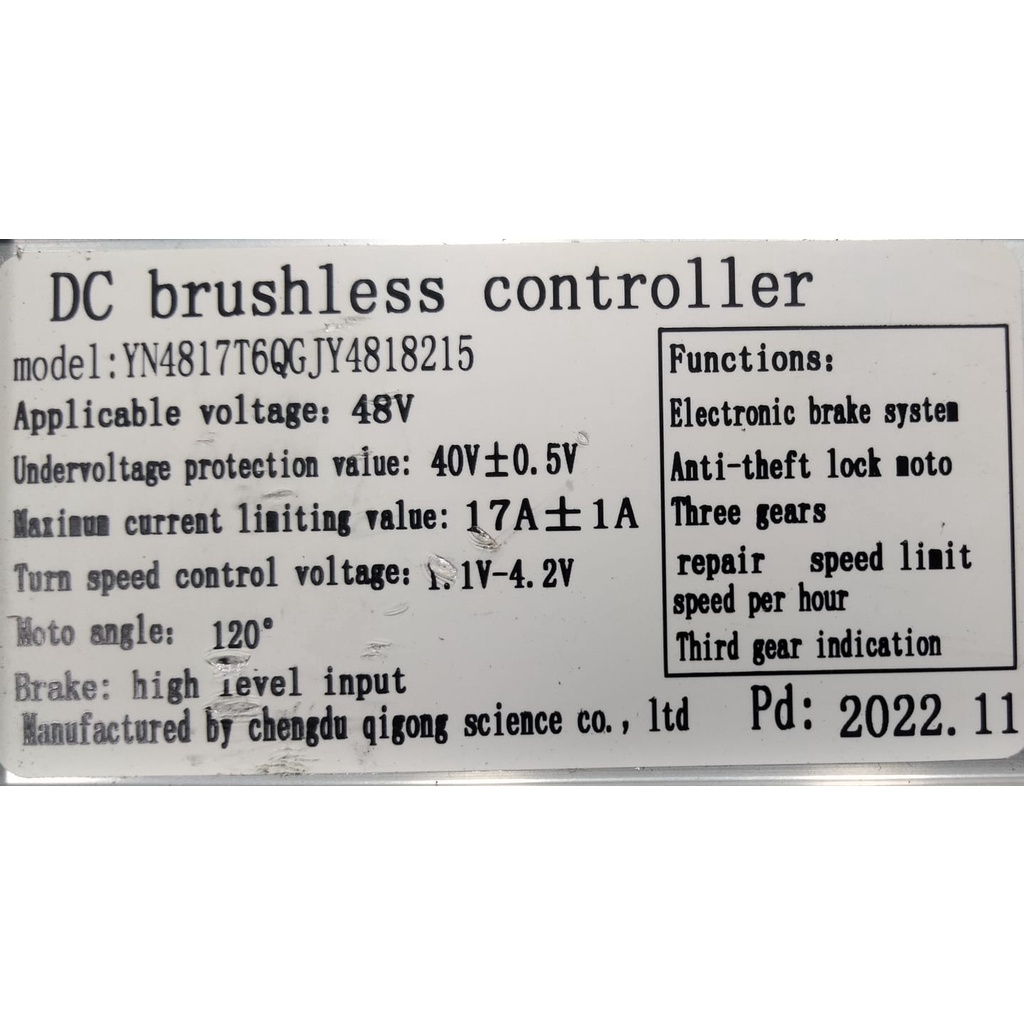 DC brushless controller
model:YN4817T6QGJY4818215
Applicable voltage: 48V
Undervoltage protection value: 40V±0.5V
Maximum current limiting value: 17A±1A
Turn speed control voltage: 1.1V-4.2V
Moto angle: 120°
Brake: high level input
Manufactured by chengdu qigong science co., ltd
Functions:
Electronic brake system
Anti-theft lock moto
Three gears
repair speed limit
speed per hour
Third gear indication
Pd: 2022.11